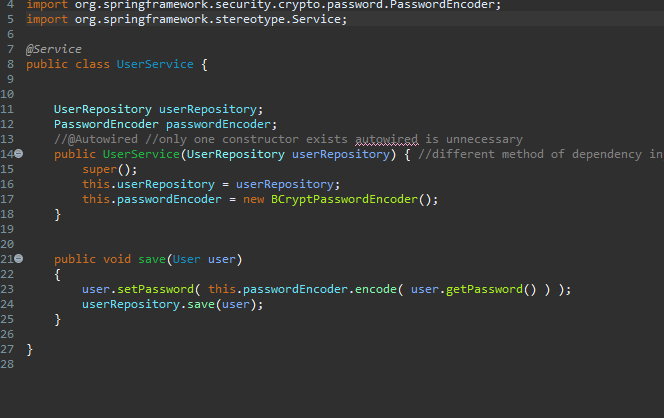 4 import org.springframework.security.crypto.password.PasswordEncoder;
5 import org.springframework.stereotype.Service;
6
7 @Service
8 public class UserService {
9
10
11 UserRepository userRepository;
12 PasswordEncoder passwordEncoder;
13 //@Autowired //only one constructor exists autowired is unnecessary
14 public UserService(UserRepository userRepository) { //different method of dependency in
15 super();
16 this.userRepository = userRepository;
17 this.passwordEncoder = new BCryptPasswordEncoder();
18 }
19
20
21 public void save(User user)
22 {
23 user.setPassword( this.passwordEncoder.encode( user.getPassword() ) );
24 userRepository.save(user);
25 }
26
27 }
28